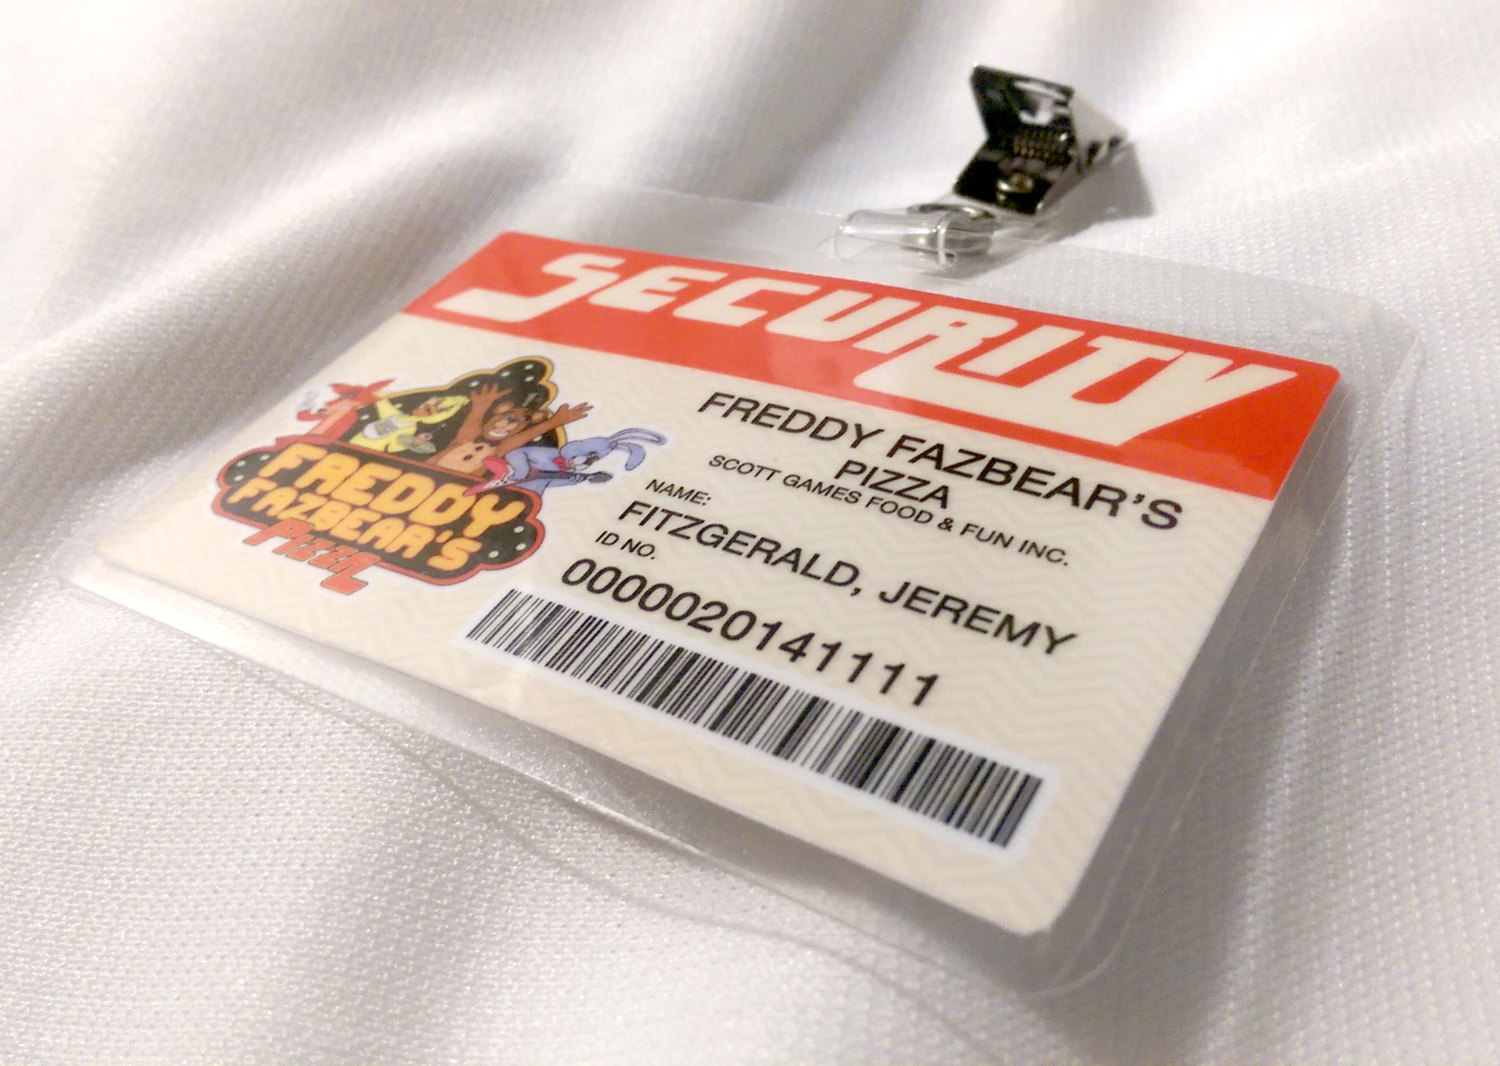 SECURITY
FREDDY
FAZBEAR'S
PIZZA
FREDDY FAZBEAR'S
PIZZA
SCOTT GAMES FOOD & FUN INC.
NAME:
FITZGERALD, JEREMY
ID NO.
0000020141111